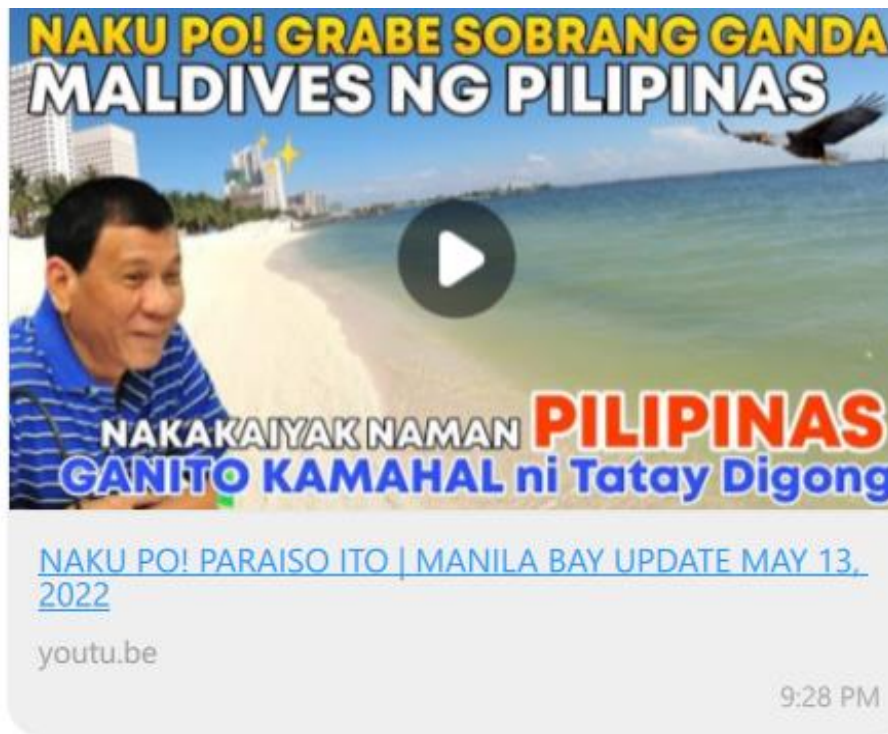 NAKU PO! GRABE SOBRANG GANDA
MALDIVES NG PILIPINAS
NAKAKAIYAK NAMAN PILIPINAS
GANITO KAMAHAL ni Tatay Digong
NAKU PO! PARAISO ITO | MANILA BAY UPDATE MAY 13,
2022
youtu.be
9:28 PM